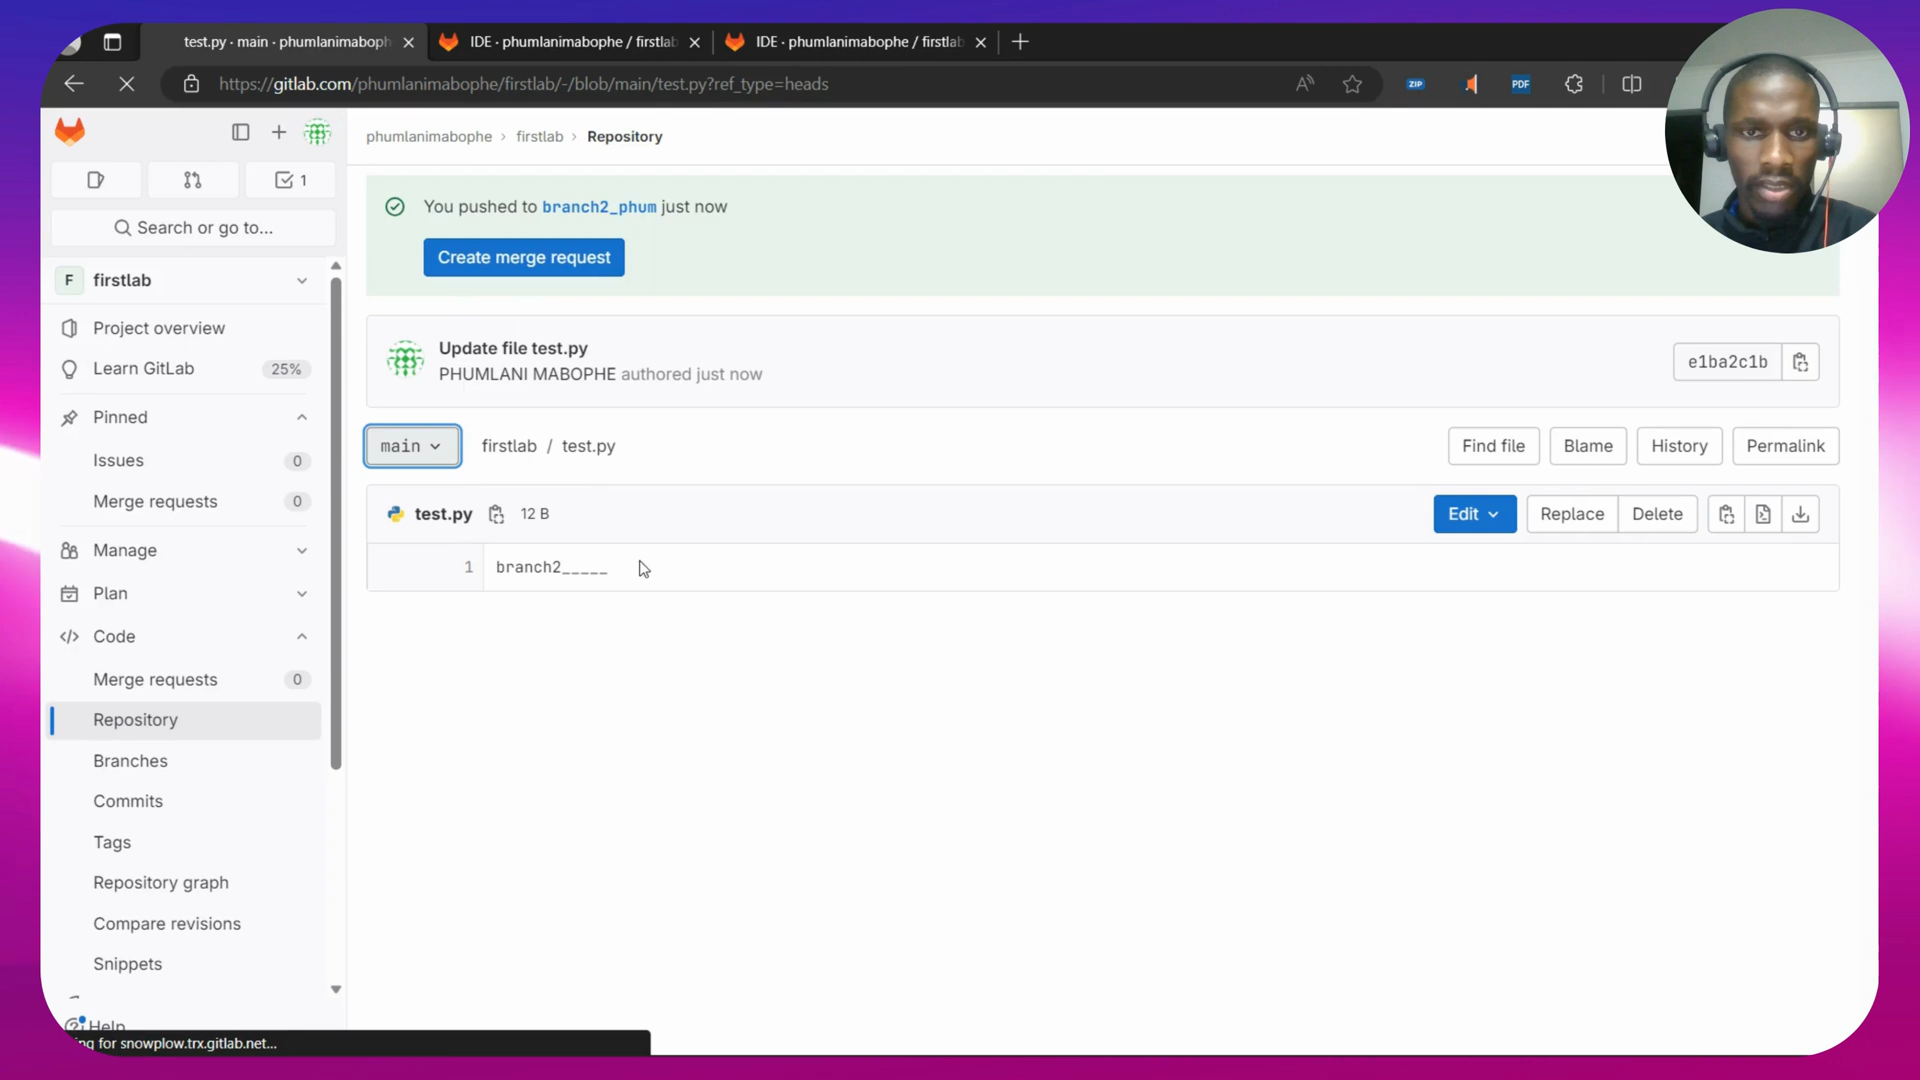 test.py · main · phumlanimaboph
IDE · phumlanimabophe / firstlab
IDE · phumlanimabophe / firstlab
https://gitlab.com/phumlanimabophe/firstlab/-/blob/main/test.py?ref_type=heads
ZIP
PDF
phumlanimabophe > firstlab > Repository
1
Search or go to...
You pushed to branch2_phum just now
Create merge request
F firstlab
Project overview
Learn GitLab 25%
Pinned
Issues 0
Merge requests 0
Manage
Plan
Code
Merge requests 0
Repository
Branches
Commits
Tags
Repository graph
Compare revisions
Snippets
Help
Update file test.py
PHUMLANI MABOPHE authored just now
e1ba2c1b
main
firstlab / test.py
Find file
Blame
History
Permalink
test.py 12 B
Edit
Replace
Delete
1 branch2_____
ng for snowplow.trx.gitlab.net...